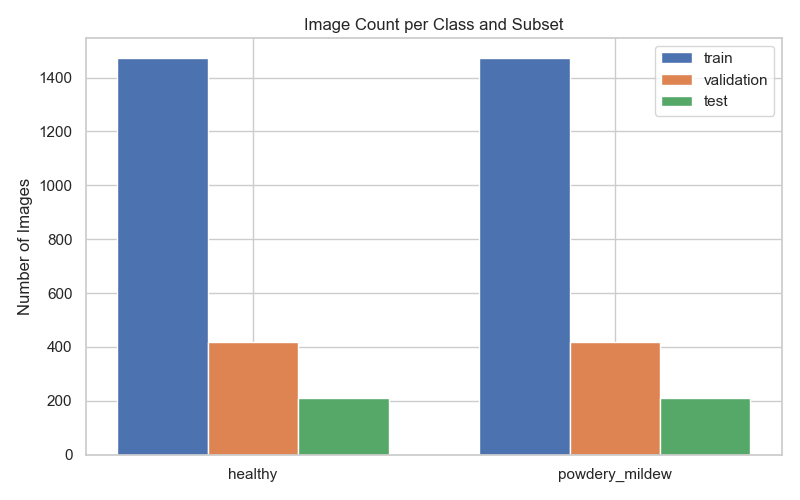 Image Count per Class and Subset
train
validation
test
Number of Images
1400
1200
1000
800
600
400
200
0
healthy
powdery_mildew